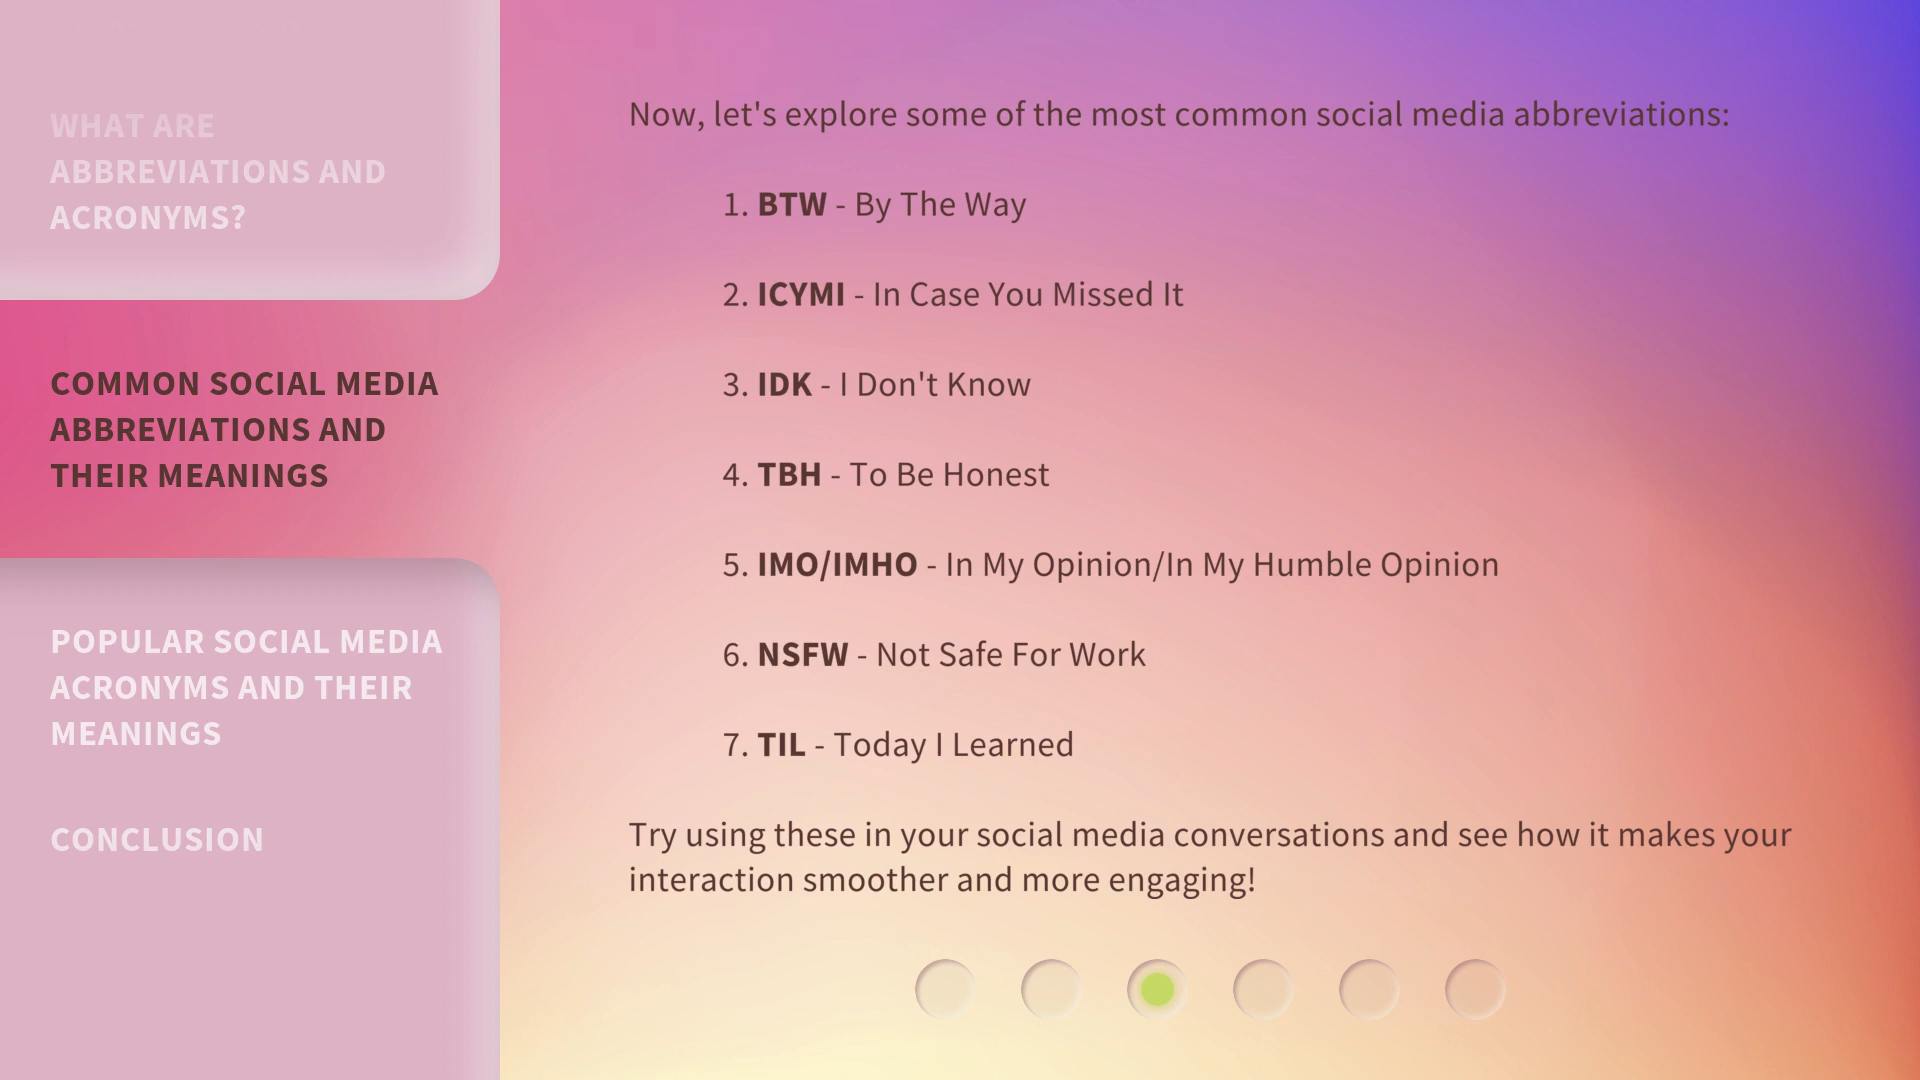 WHAT ARE
ABBREVIATIONS AND
ACRONYMS?
COMMON SOCIAL MEDIA
ABBREVIATIONS AND
THEIR MEANINGS
POPULAR SOCIAL MEDIA
ACRONYMS AND THEIR
MEANINGS
CONCLUSION
Now, let's explore some of the most common social media abbreviations:
1. BTW - By The Way
2. ICYMI - In Case You Missed It
3. IDK - I Don't Know
4. TBH - To Be Honest
5. IMO/IMHO - In My Opinion/In My Humble Opinion
6. NSFW - Not Safe For Work
7. TIL - Today I Learned
Try using these in your social media conversations and see how it makes your
interaction smoother and more engaging!